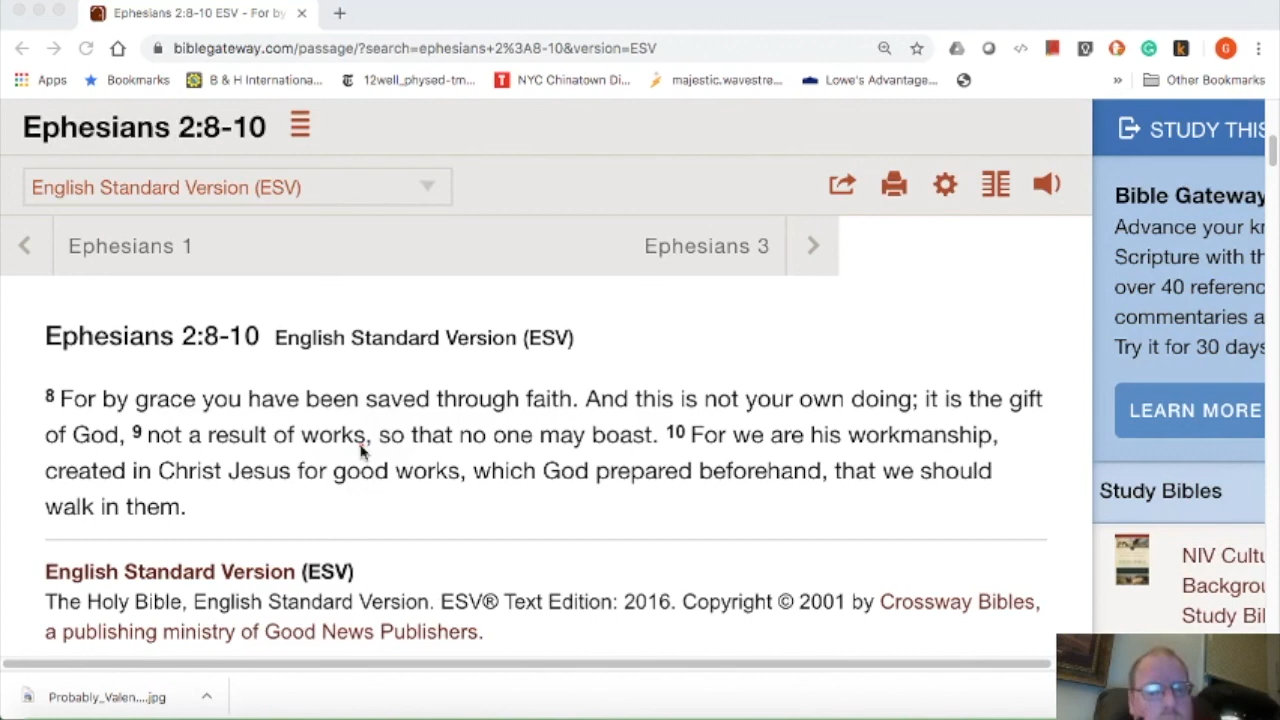 Ephesians 2:8-10 ESV - For by
biblegateway.com/passage/?search=ephesians+2%3A8-10&version=ESV
Apps Bookmarks B & H Internationa... 12well_physed-tm... NYC Chinatown Di... majestic.wavestre... Lowe's Advantage... » Other Bookmarks
Ephesians 2:8-10
STUDY THIS
English Standard Version (ESV)
Bible Gateway
Advance your kn
Scripture with th
over 40 referenc
commentaries a
Try it for 30 days
LEARN MORE
Ephesians 1 Ephesians 3
Ephesians 2:8-10 English Standard Version (ESV)
8 For by grace you have been saved through faith. And this is not your own doing; it is the gift
of God, 9 not a result of works, so that no one may boast. 10 For we are his workmanship,
created in Christ Jesus for good works, which God prepared beforehand, that we should
walk in them.
English Standard Version (ESV)
The Holy Bible, English Standard Version. ESV® Text Edition: 2016. Copyright © 2001 by Crossway Bibles,
a publishing ministry of Good News Publishers.
Study Bibles
NIV Cultu
Backgrou
Study Bil
Probably_Valen....jpg